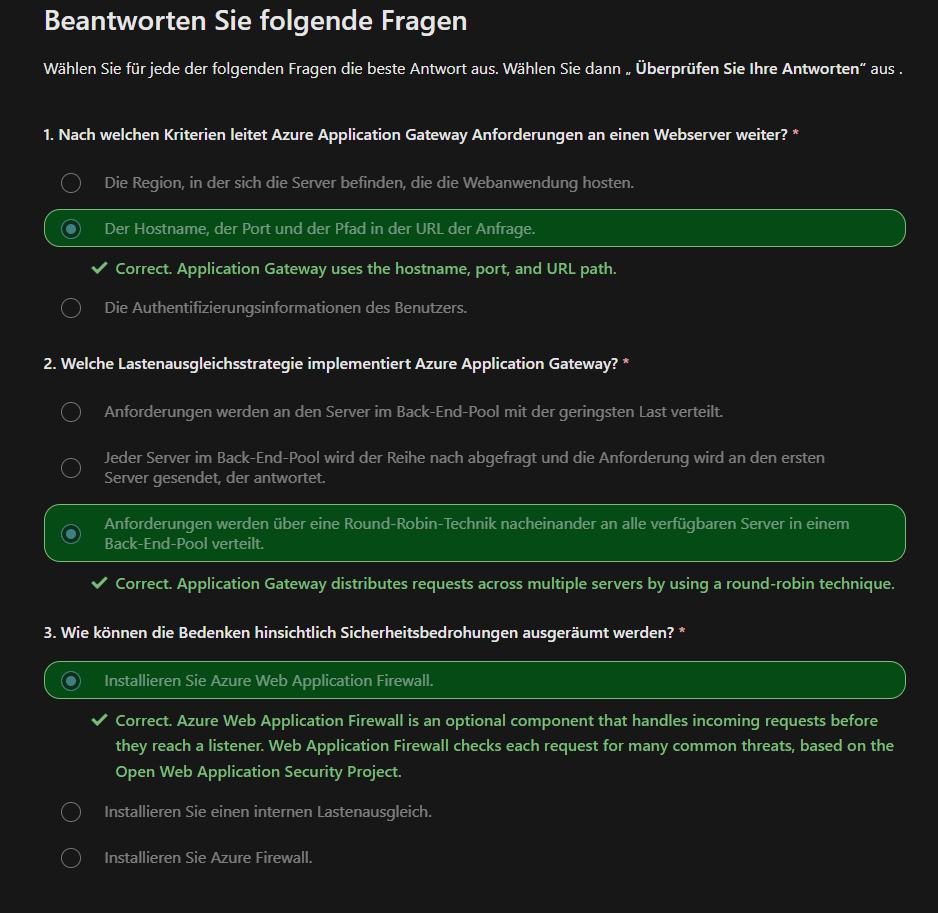 Beantworten Sie folgende Fragen
Wählen Sie für jede der folgenden Fragen die beste Antwort aus. Wählen Sie dann „ Überprüfen Sie Ihre Antworten“ aus .
1. Nach welchen Kriterien leitet Azure Application Gateway Anforderungen an einen Webserver weiter? *
Die Region, in der sich die Server befinden, die die Webanwendung hosten.
Der Hostname, der Port und der Pfad in der URL der Anfrage.
Correct. Application Gateway uses the hostname, port, and URL path.
Die Authentifizierungsinformationen des Benutzers.
2. Welche Lastenausgleichsstrategie implementiert Azure Application Gateway? *
Anforderungen werden an den Server im Back-End-Pool mit der geringsten Last verteilt.
Jeder Server im Back-End-Pool wird der Reihe nach abgefragt und die Anforderung wird an den ersten
Server gesendet, der antwortet.
Anforderungen werden über eine Round-Robin-Technik nacheinander an alle verfügbaren Server in einem
Back-End-Pool verteilt.
Correct. Application Gateway distributes requests across multiple servers by using a round-robin technique.
3. Wie können die Bedenken hinsichtlich Sicherheitsbedrohungen ausgeräumt werden? *
Installieren Sie Azure Web Application Firewall.
Correct. Azure Web Application Firewall is an optional component that handles incoming requests before
they reach a listener. Web Application Firewall checks each request for many common threats, based on the
Open Web Application Security Project.
Installieren Sie einen internen Lastenausgleich.
Installieren Sie Azure Firewall.